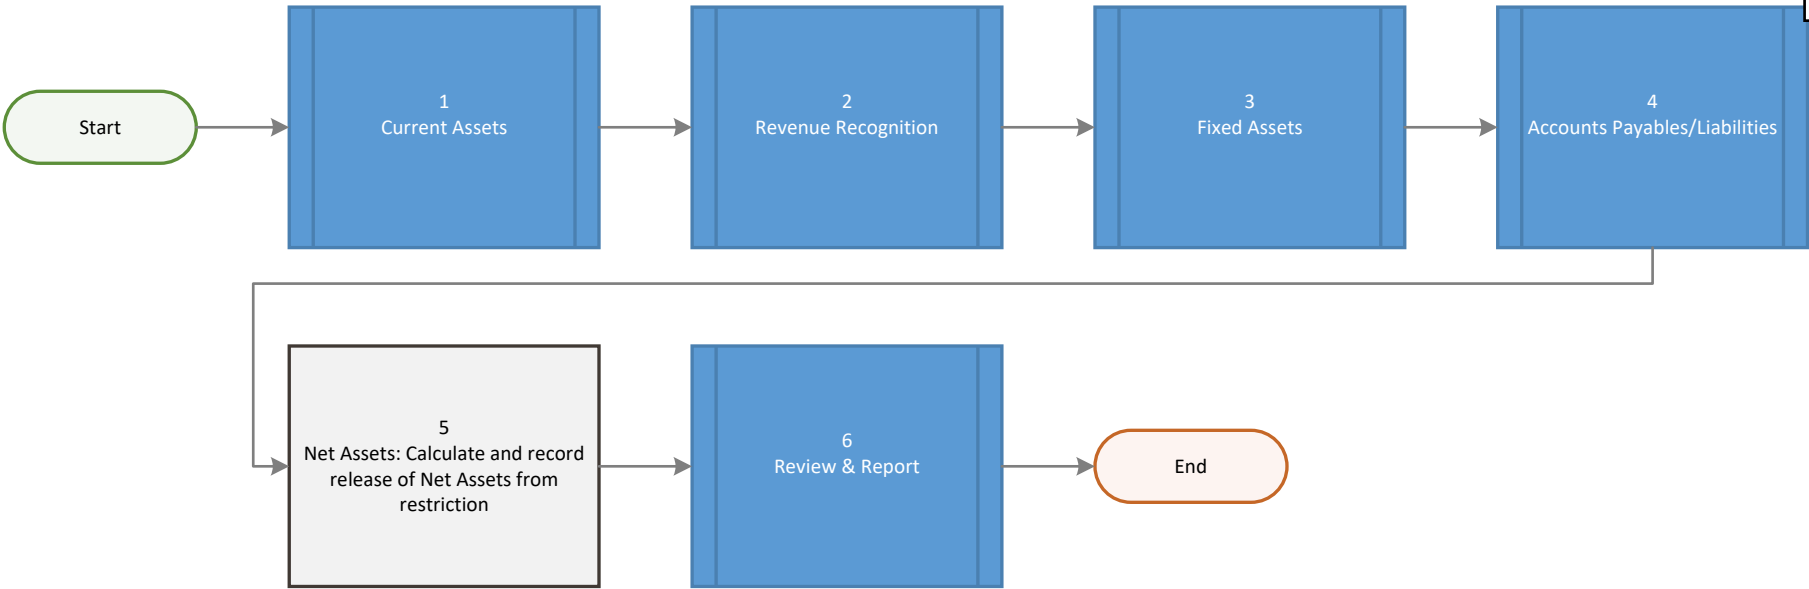 Start
1
Current Assets
2
Revenue Recognition
3
Fixed Assets
4
Accounts Payables/Liabilities
5
Net Assets: Calculate and record
release of Net Assets from
restriction
6
Review & Report
End